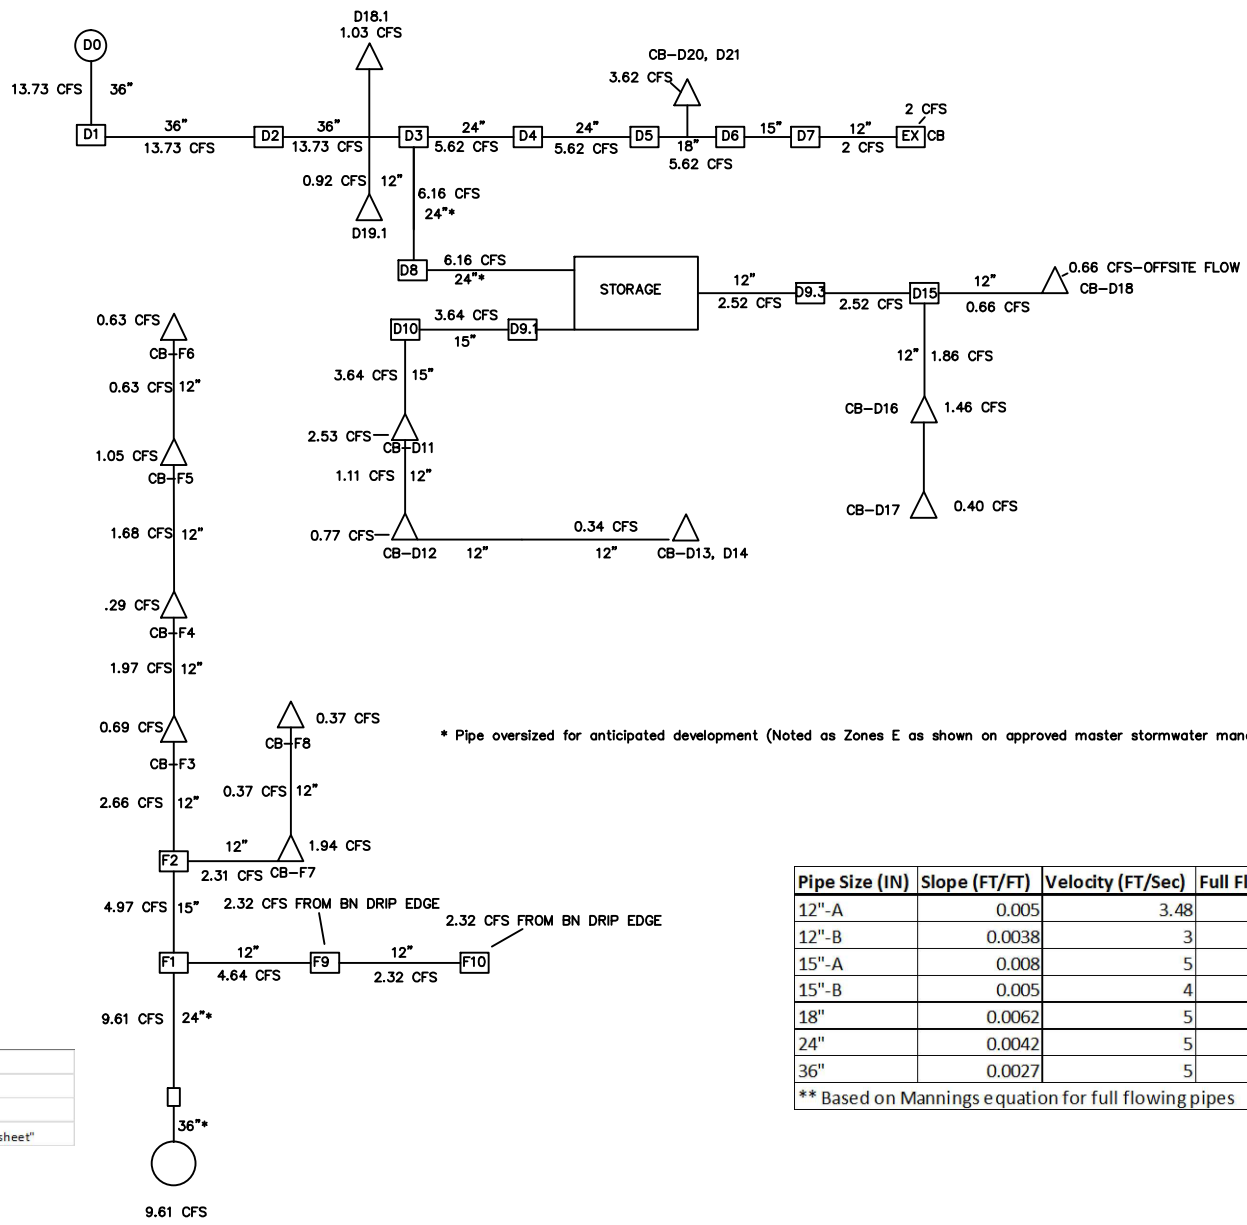 D18.1
1.03 CFS
D0
13.73 CFS
36"
CB-D20, D21
3.62 CFS
2 CFS
D1
36"
13.73 CFS
D2
36"
13.73 CFS
D3
24"
5.62 CFS
D4
24"
5.62 CFS
D5
18"
5.62 CFS
D6
15"
D7
12"
2 CFS
EX
CB
0.92 CFS
12"
D19.1
6.16 CFS
24"*
D8
6.16 CFS
24"*
STORAGE
12"
2.52 CFS
D9.3
2.52 CFS
D15
12"
0.66 CFS
0.66 CFS-OFFSITE FLOW
CB-D18
D10
3.64 CFS
15"
D9.1
12"
1.86 CFS
3.64 CFS
15"
CB-D16
1.46 CFS
2.53 CFS
CB-D11
1.11 CFS
12"
CB-D17
0.40 CFS
0.77 CFS
CB-D12
12"
0.34 CFS
12"
CB-D13, D14
0.63 CFS
CB-F6
0.63 CFS
12"
1.05 CFS
CB-F5
1.68 CFS
12"
.29 CFS
CB-F4
1.97 CFS
12"
0.69 CFS
CB-F3
2.66 CFS
12"
0.37 CFS
CB-F8
0.37 CFS
12"
1.94 CFS
CB-F7
F2
12"
2.31 CFS
4.97 CFS
15"
2.32 CFS FROM BN DRIP EDGE
2.32 CFS FROM BN DRIP EDGE
F1
12"
4.64 CFS
F9
12"
2.32 CFS
F10
9.61 CFS
24"*
36"*
9.61 CFS
* Pipe oversized for anticipated development (Noted as Zones E as shown on approved master stormwater
Pipe Size (IN) Slope (FT/FT) Velocity (FT/Sec) Full
12"-A 0.005 3.48
12"-B 0.0038 3
15"-A 0.008 5
15"-B 0.005 4
18" 0.0062 5
24" 0.0042 5
36" 0.0027 5
** Based on Mannings equation for full flowing pipes
sheet"